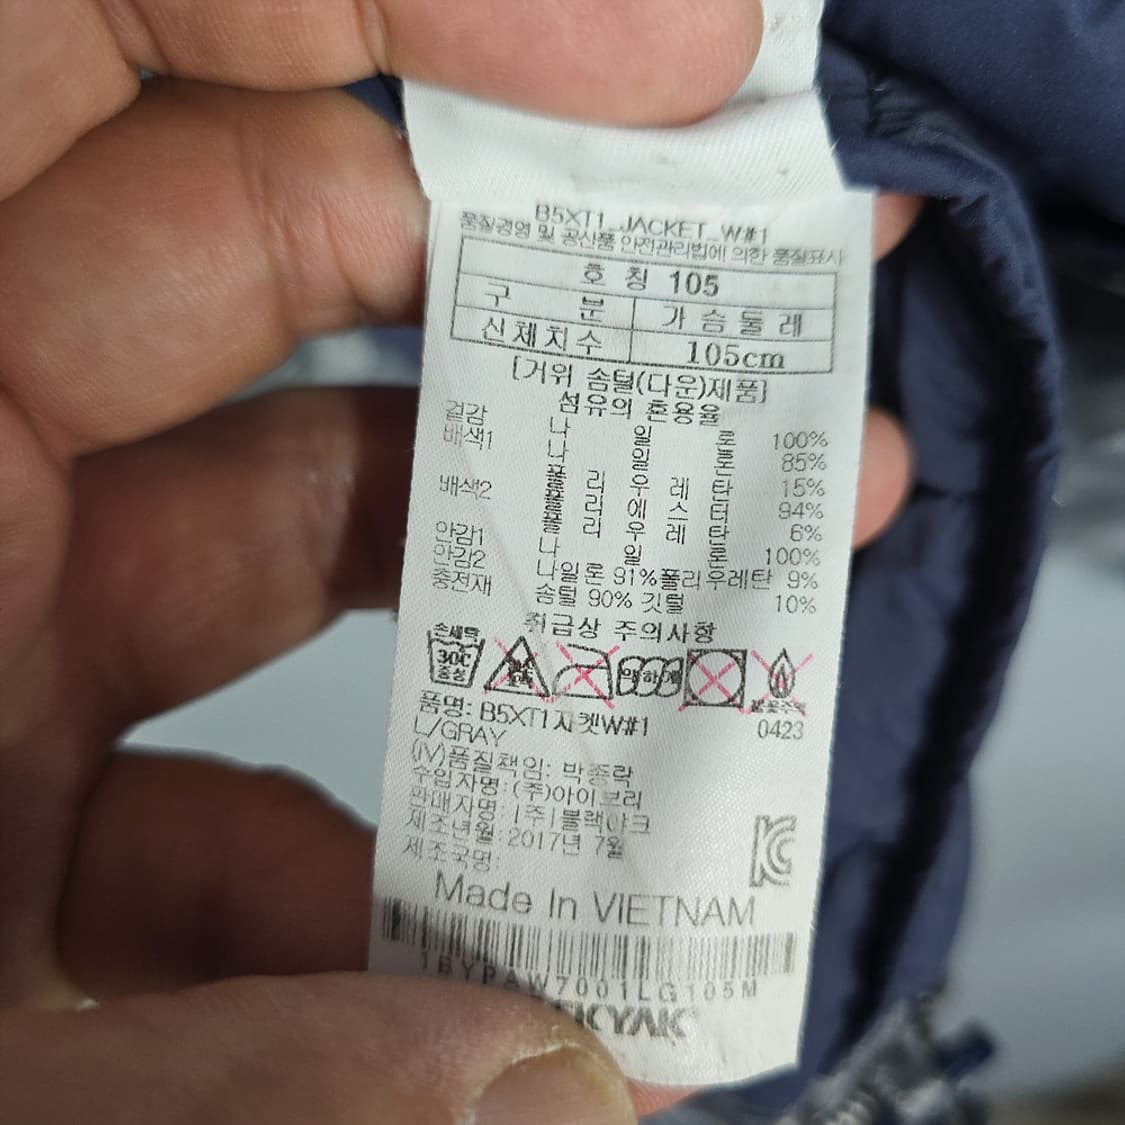 B5XT1_JACKET_W#1
품질경영 및 공산품 안전관리법에 의한 품질표시
호 칭 105
구 분 가슴둘레
신체치수 105cm
[거위 솜털(다운)제품]
섬유의 혼용율
겉감 나 일 론 100%
배색1 나 일 론 85%
폴 리 우 레 탄 15%
배색2 폴 리 에 스 터 94%
폴 리 우 레 탄 6%
안감1 나 일 론 100%
안감2 나일론 91%폴리우레탄 9%
충전재 솜털 90% 깃털 10%
취급상 주의사항
손세탁
30C
중성
약하게
품명: B5XT1자켓W#1
0423
L/GRAY
(IV)품질책임: 박종락
수입자명: (주)아이브리
판매자명: (주)블랙야크
제조년월: 2017년 7월
제조국명:
Made In VIETNAM
1BYPAW7001LG105M